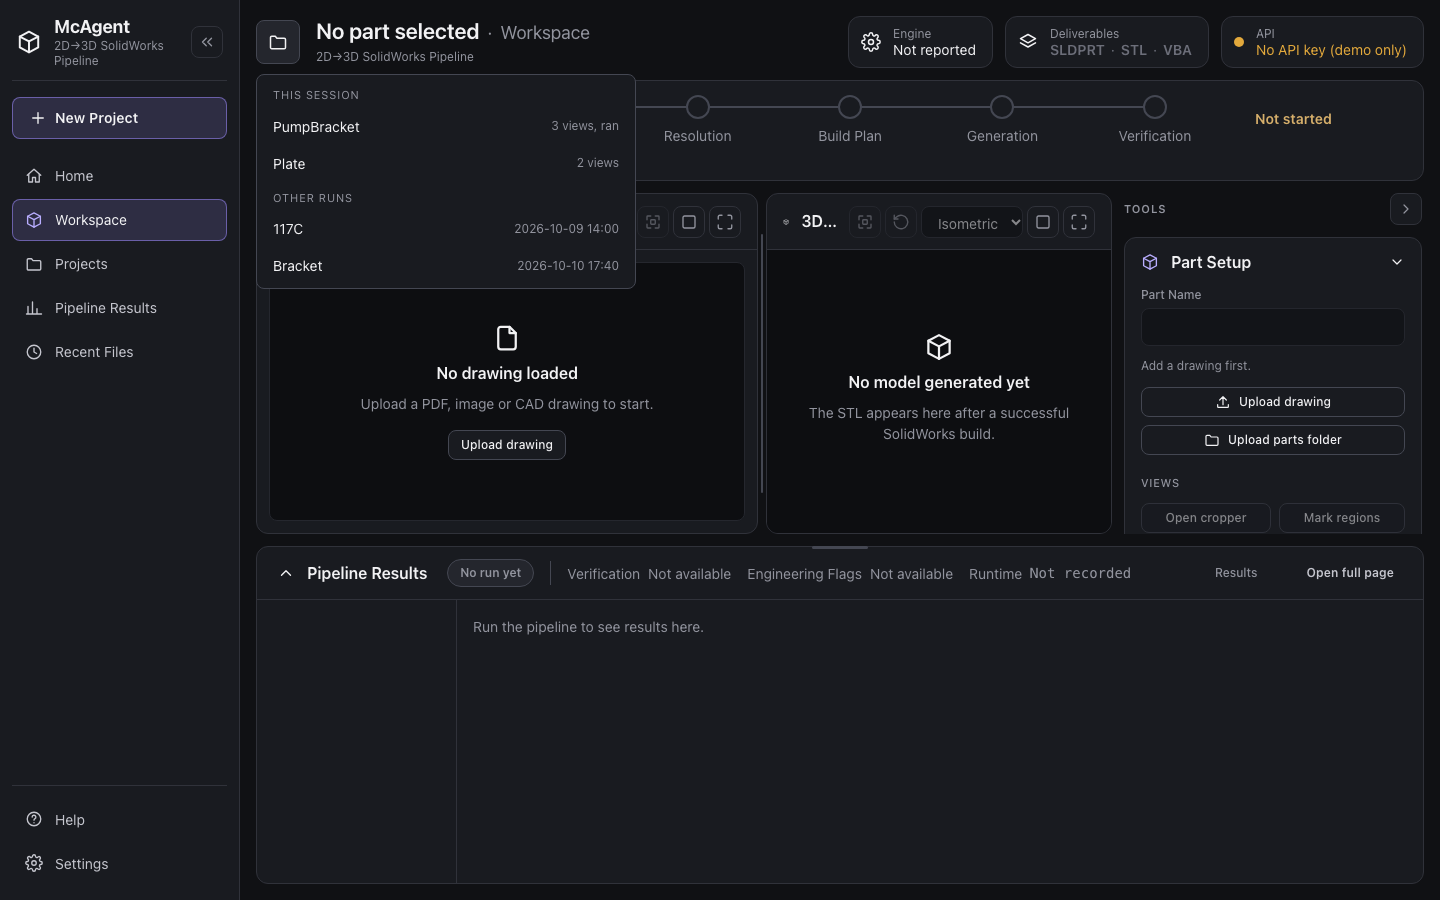 McAgent
2D→3D SolidWorks
Pipeline
New Project
Home
Workspace
Projects
Pipeline Results
Recent Files
Help
Settings
No part selected · Workspace
2D→3D SolidWorks Pipeline
Engine
Not reported
Deliverables
SLDPRT · STL · VBA
API
No API key (demo only)
THIS SESSION
PumpBracket 3 views, ran
Plate 2 views
OTHER RUNS
117C 2026-10-09 14:00
Bracket 2026-10-10 17:40
Resolution
Build Plan
Generation
Verification
Not started
No drawing loaded
Upload a PDF, image or CAD drawing to start.
Upload drawing
3D...
Isometric
No model generated yet
The STL appears here after a successful
SolidWorks build.
TOOLS
Part Setup
Part Name
Add a drawing first.
Upload drawing
Upload parts folder
VIEWS
Open cropper
Mark regions
Pipeline Results
No run yet
Verification Not available
Engineering Flags Not available
Runtime Not recorded
Results
Open full page
Run the pipeline to see results here.